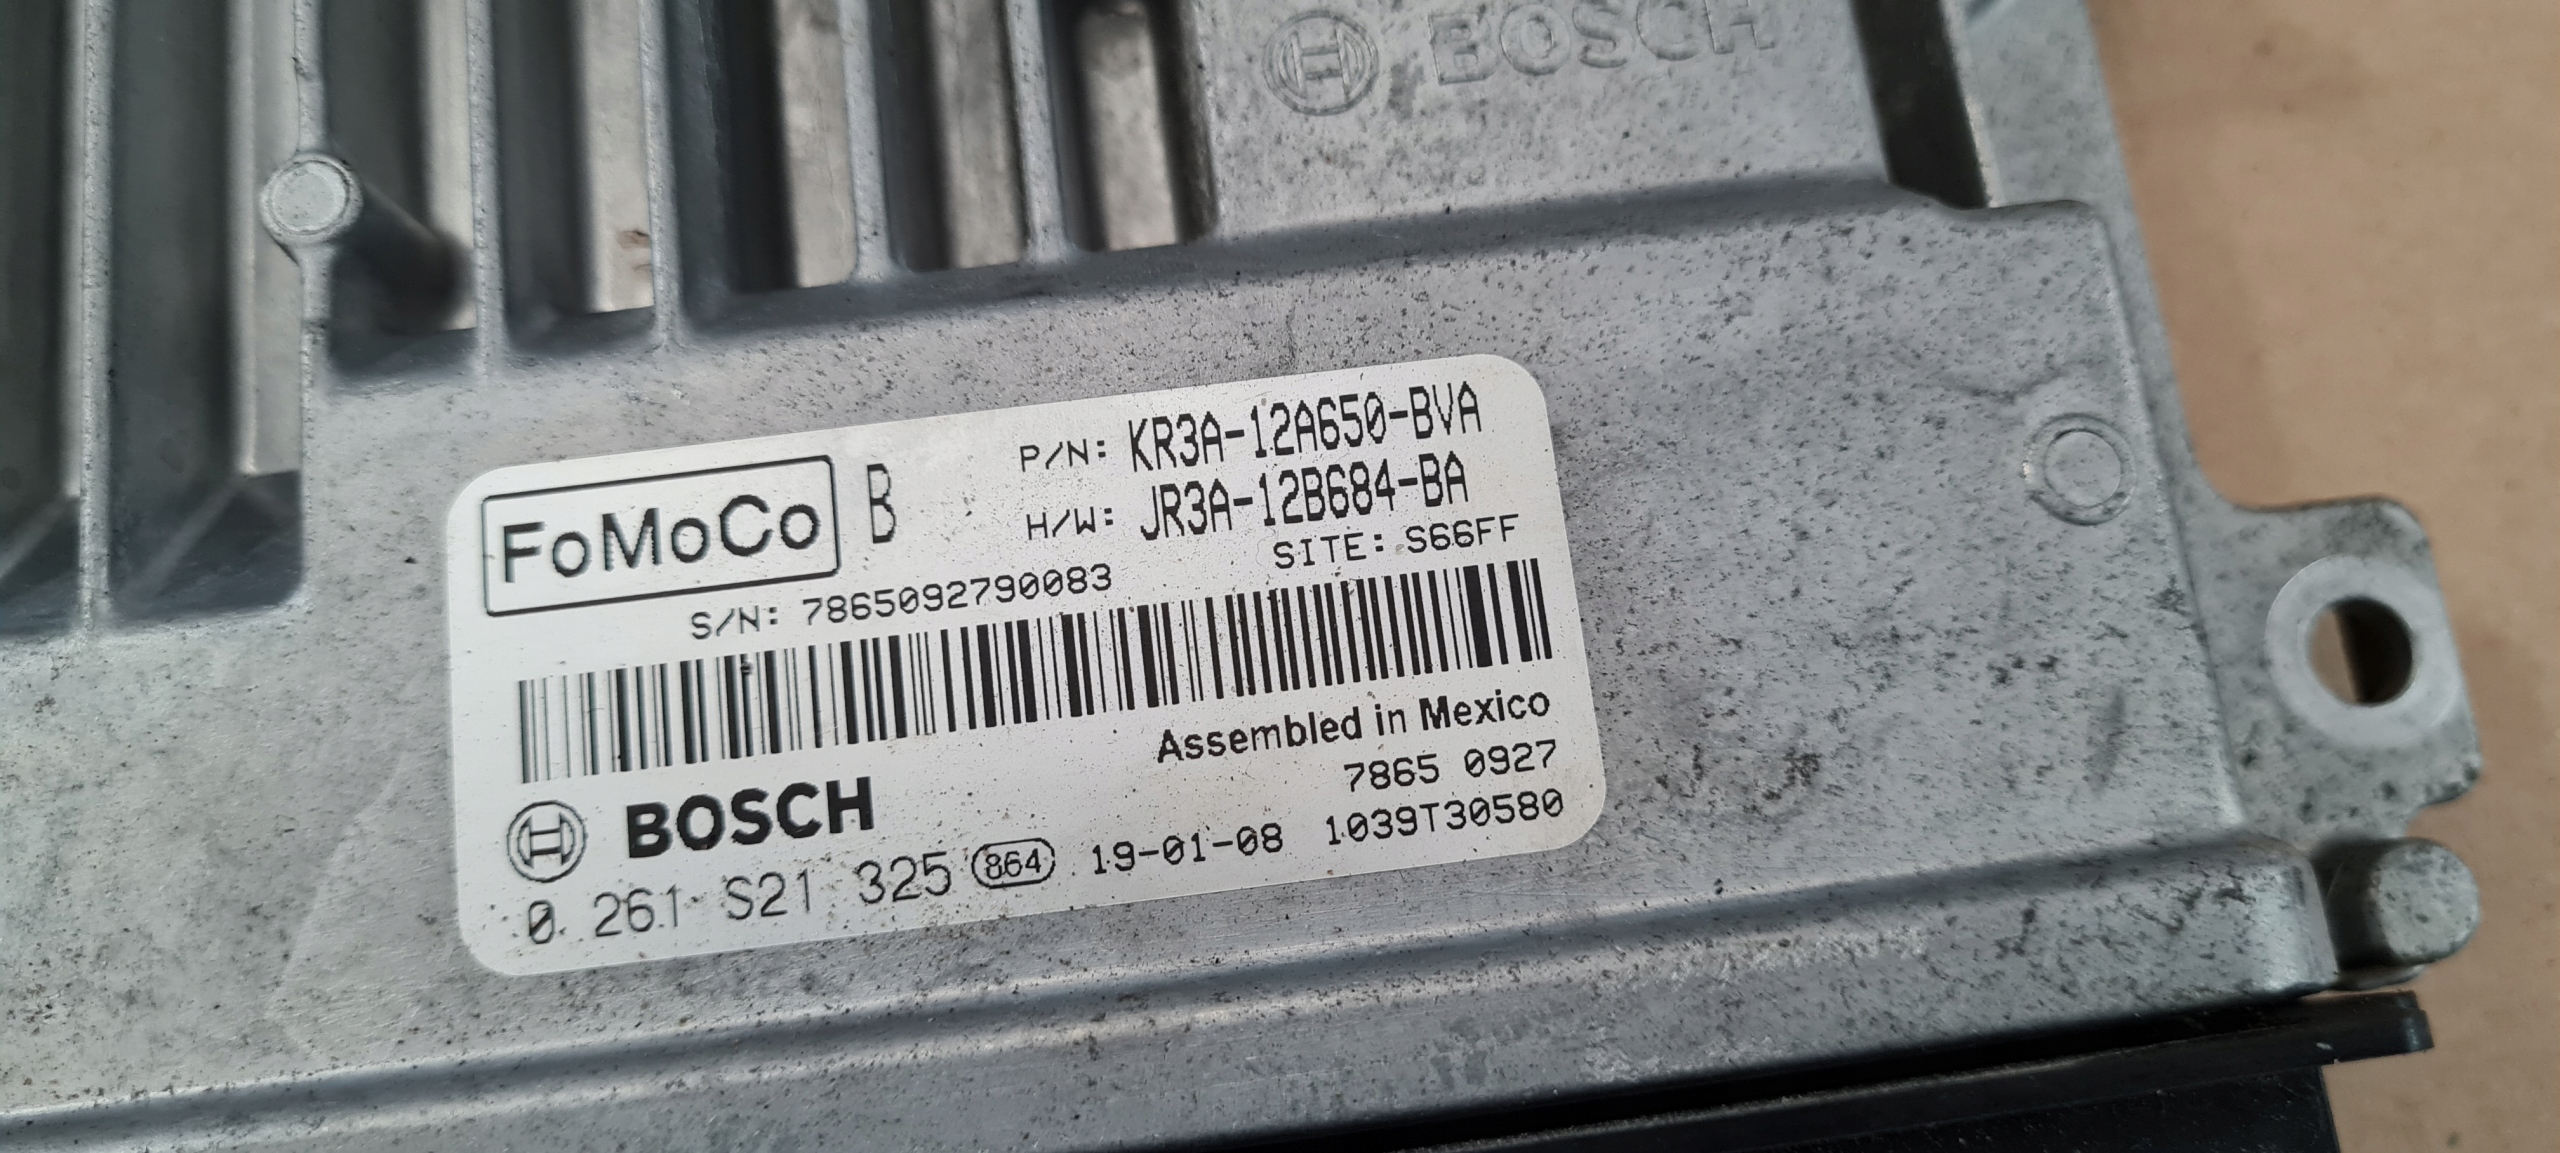 BOSCH
FoMoCo B P/N: KR3A-12A650-BVA
H/W: JR3A-12B684-BA
SITE: S66FF
S/N: 7865092790083
Assembled in Mexico
7865 0927
BOSCH
0 261 S21 325 864 19-01-08 1039T30580